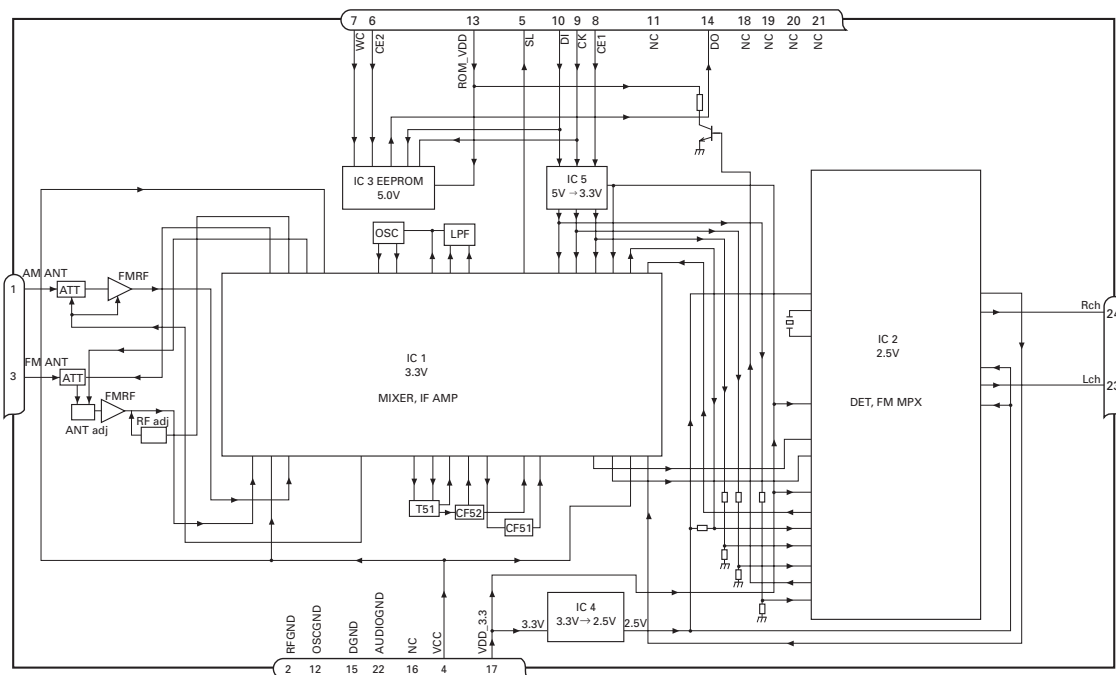 7 6 13 5 10 9 8 11 14 18 19 20 21
WC
CE2
ROM_VDD
SL
DI
CK
CE1
NC
DO
NC
NC
NC
NC
IC 3 EEPROM
5.0V
IC 5
5V → 3.3V
OSC
LPF
AM ANT
1
ATT
FMRF
FM ANT
3
ATT
FMRF
ANT adj
RF adj
IC 1
3.3V
MIXER, IF AMP
IC 2
2.5V
DET, FM MPX
Rch
24
Lch
23
T51
CF52
CF51
IC 4
3.3V→ 2.5V
3.3V
2.5V
RFGND
OSCGND
DGND
AUDIOGND
NC
VCC
VDD_3.3
2 12 15 22 16 4 17